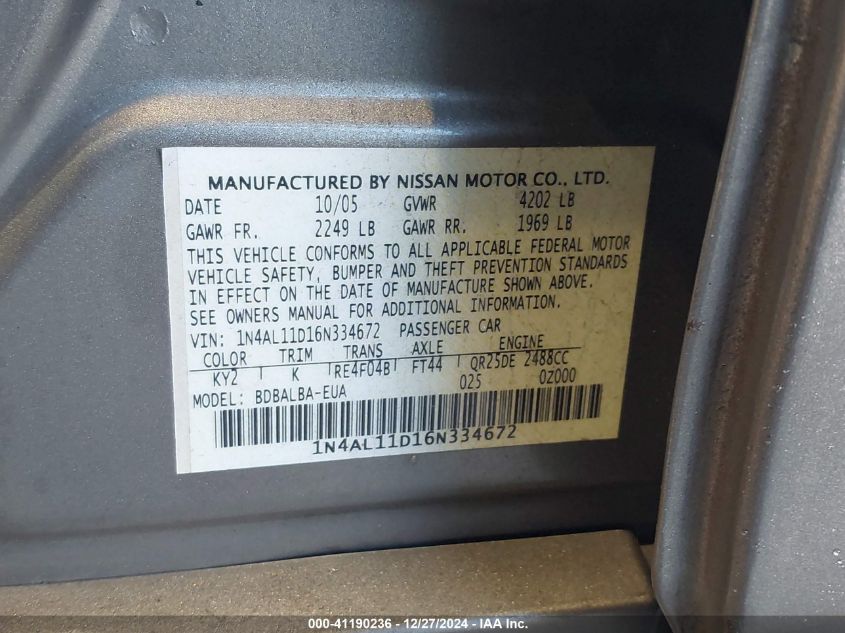 MANUFACTURED BY NISSAN MOTOR CO., LTD.
DATE 10/05 GVWR 4202 LB
GAWR FR. 2249 LB GAWR RR. 1969 LB
THIS VEHICLE CONFORMS TO ALL APPLICABLE FEDERAL MOTOR
VEHICLE SAFETY, BUMPER AND THEFT PREVENTION STANDARDS
IN EFFECT ON THE DATE OF MANUFACTURE SHOWN ABOVE.
SEE OWNERS MANUAL FOR ADDITIONAL INFORMATION.
VIN: 1N4AL11D16N334672 PASSENGER CAR
COLOR TRIM TRANS AXLE ENGINE
KY2 K RE4F04B FT44 QR25DE 2488CC
MODEL: BDBALBA-EUA 025 0Z000
1N4AL11D16N334672
000-41190236 - 12/27/2024 - IAA Inc.